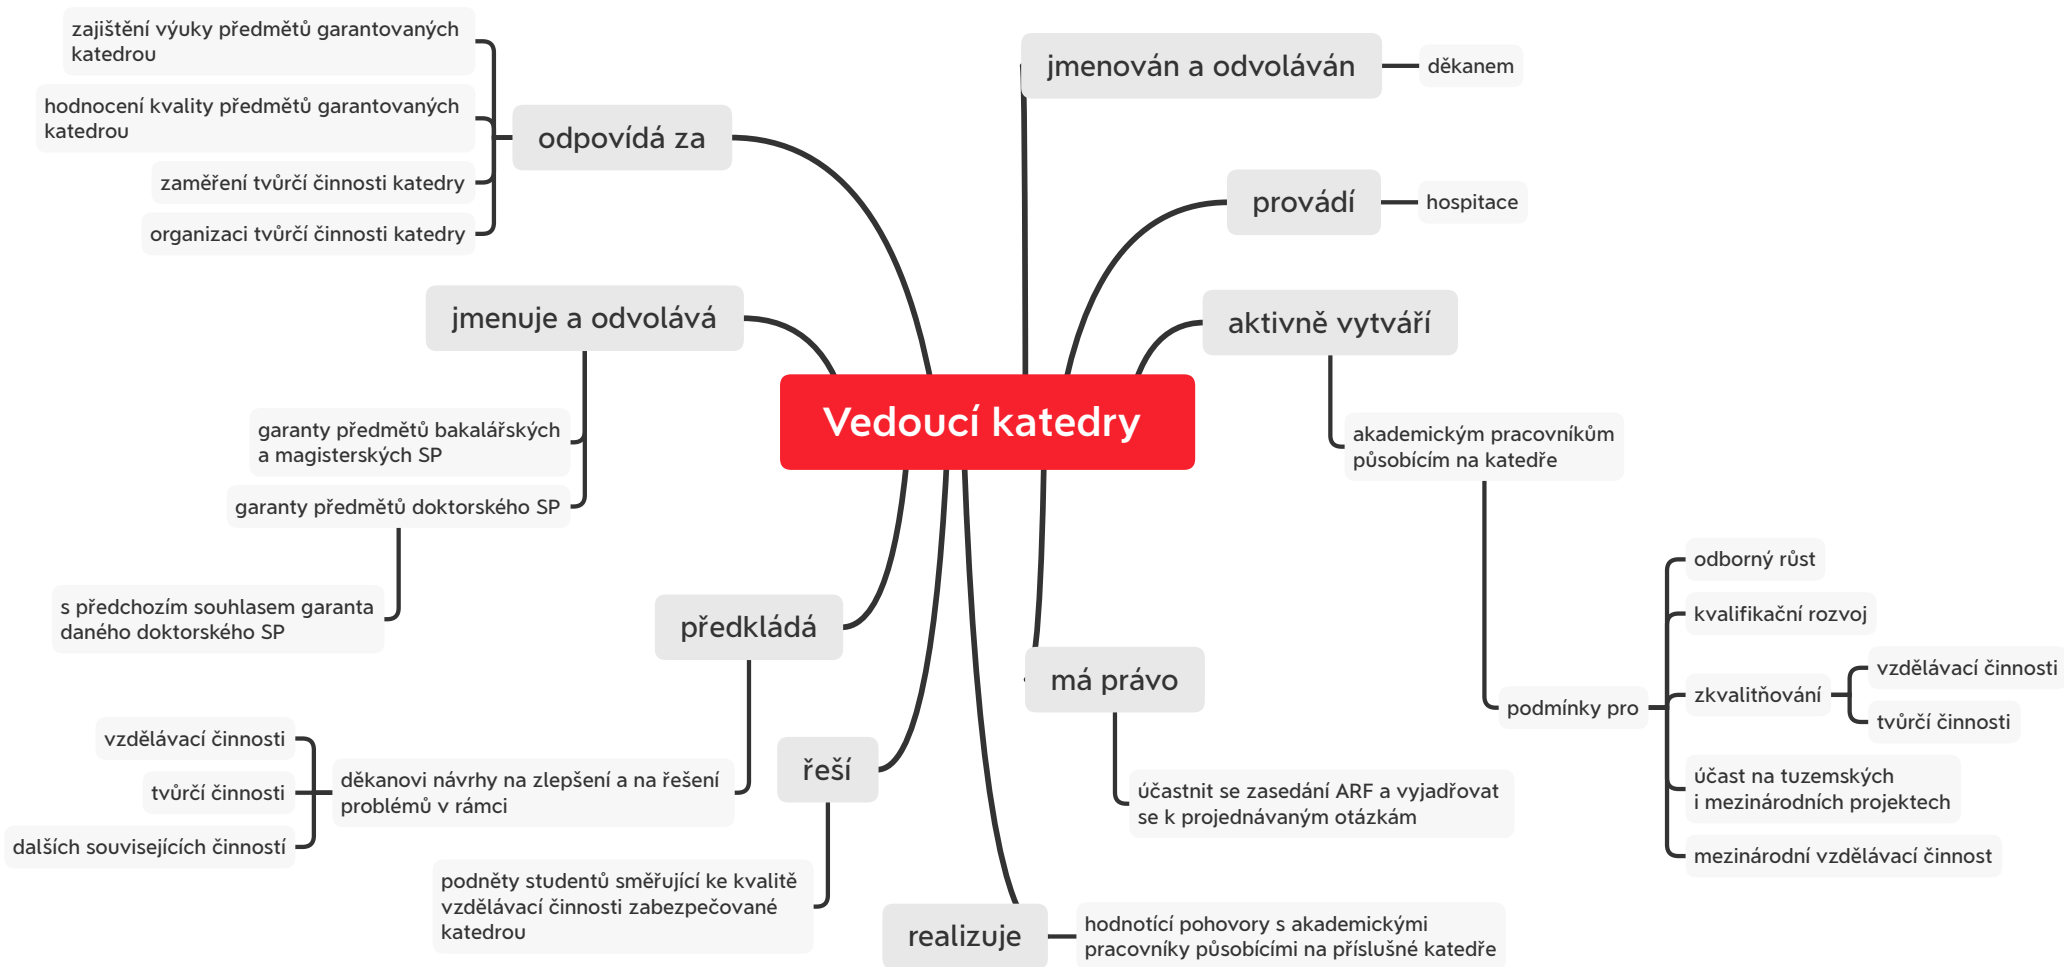 Vedoucí katedry
jmenován a odvoláván
děkanem
provádí
hospitace
aktivně vytváří
akademickým pracovníkům
působícím na katedře
podmínky pro
odborný růst
kvalifikační rozvoj
zkvalitňování
vzdělávací činnosti
tvůrčí činnosti
účast na tuzemských
i mezinárodních projektech
mezinárodní vzdělávací činnost
má právo
účastnit se zasedání ARF a vyjadřovat
se k projednávaným otázkám
realizuje
hodnotící pohovory s akademickými
pracovníky působícími na příslušné katedře
řeší
podněty studentů směřující ke kvalitě
vzdělávací činnosti zabezpečované
katedrou
předkládá
děkanovi návrhy na zlepšení a na řešení
problémů v rámci
vzdělávací činnosti
tvůrčí činnosti
dalších souvisejících činností
jmenuje a odvolává
garanty předmětů bakalářských
a magisterských SP
garanty předmětů doktorského SP
s předchozím souhlasem garanta
daného doktorského SP
odpovídá za
zajištění výuky předmětů garantovaných
katedrou
hodnocení kvality předmětů garantovaných
katedrou
zaměření tvůrčí činnosti katedry
organizaci tvůrčí činnosti katedry